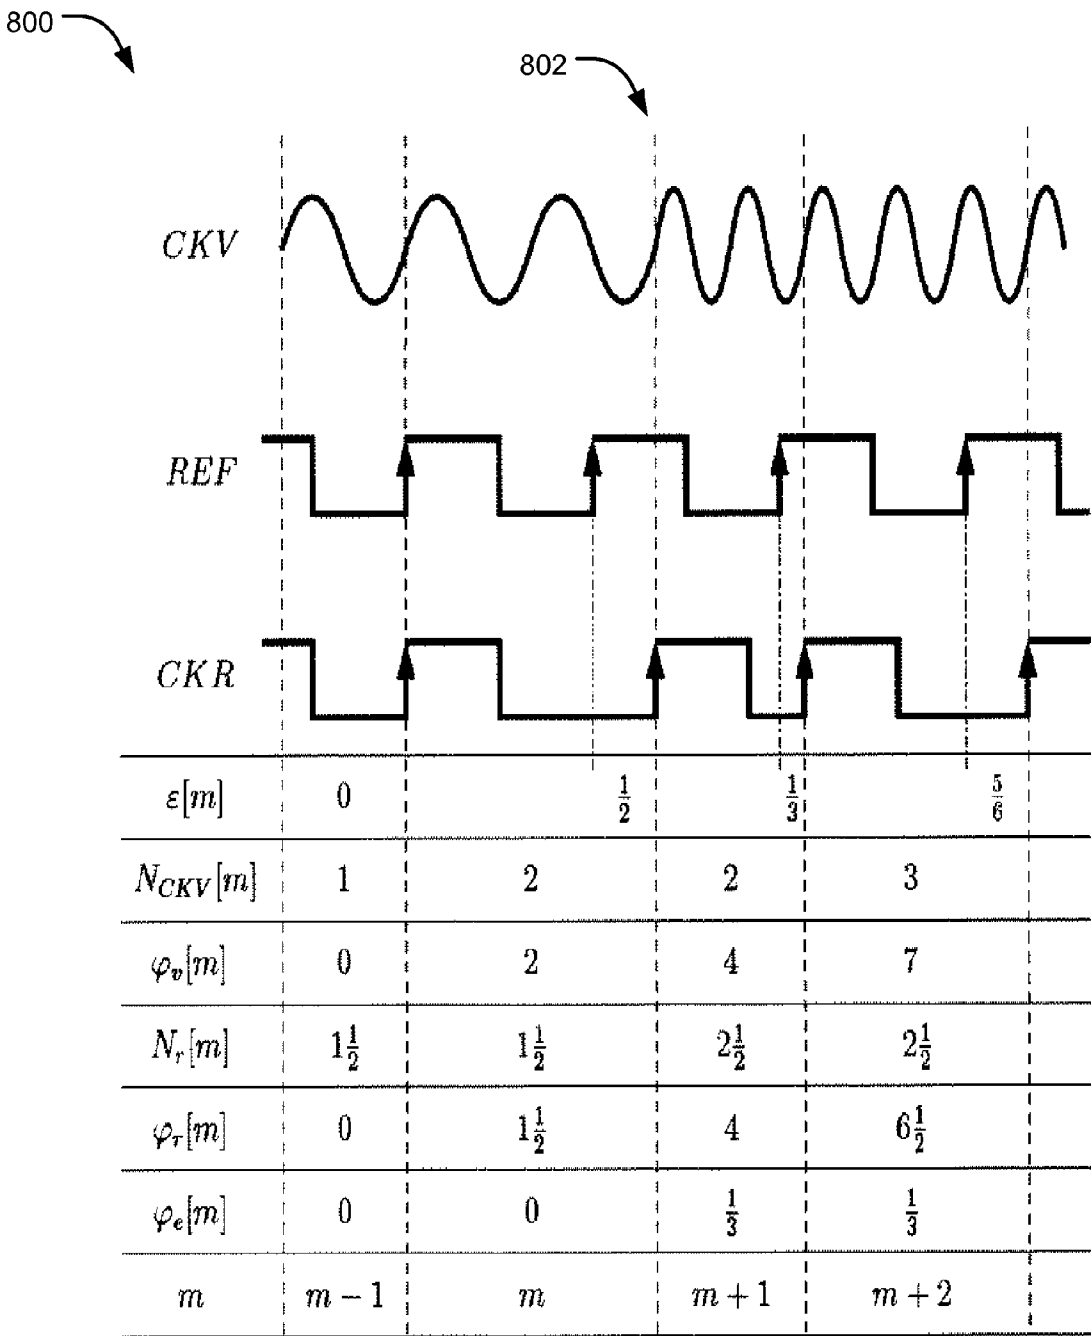 800
802
CKV
REF
CKR
ε[m] 0 1/2 1/3 5/6
N_CKV[m] 1 2 2 3
φ_v[m] 0 2 4 7
N_r[m] 1 1/2 1 1/2 2 1/2 2 1/2
φ_r[m] 0 1 1/2 4 6 1/2
φ_e[m] 0 0 1/3 1/3
m m − 1 m m + 1 m + 2